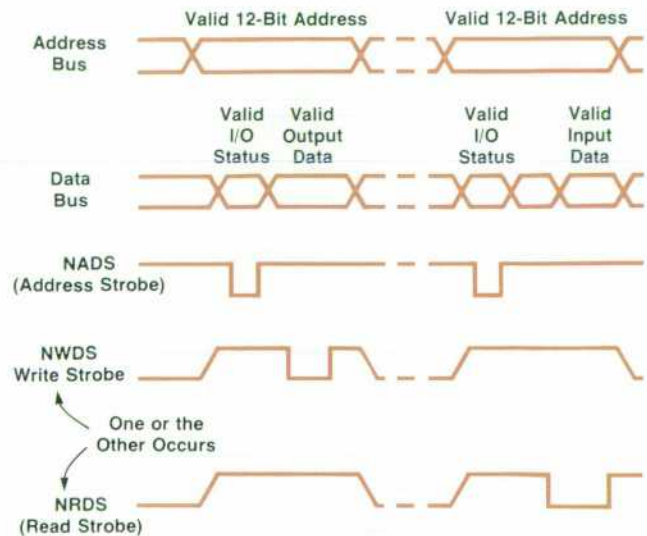 Valid 12-Bit Address
Valid 12-Bit Address
Address
Bus
Valid
I/O
Status
Valid
Output
Data
Valid
I/O
Status
Valid
Input
Data
Data
Bus
NADS
(Address Strobe)
NWDS
Write Strobe
One or the
Other Occurs
NRDS
(Read Strobe)